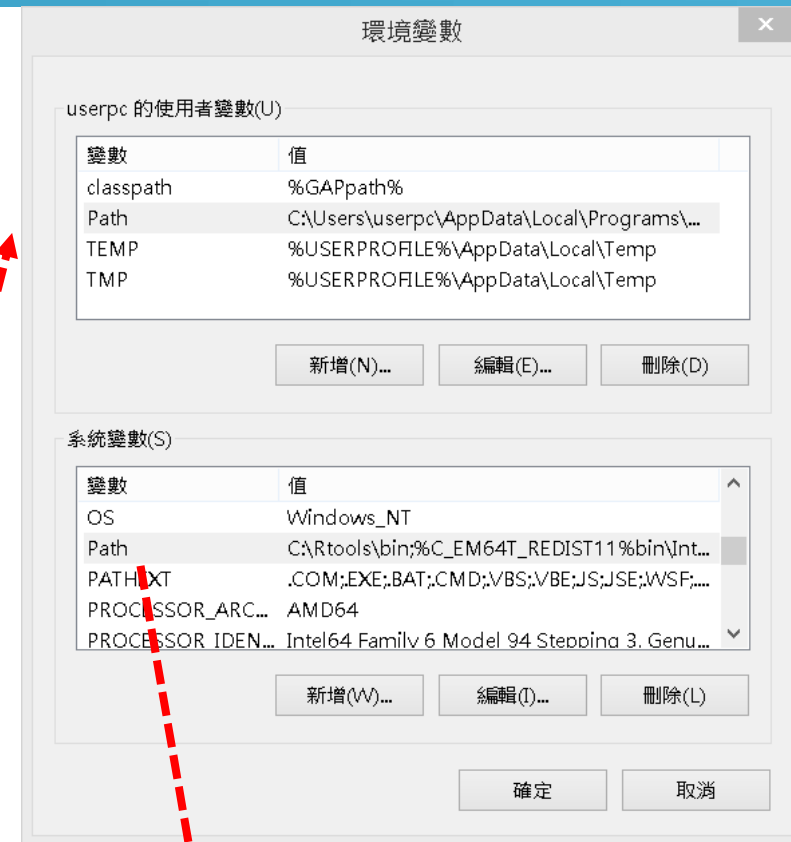 環境變數
userpc 的使用者變數(U)
變數 值
classpath %GAPpath%
Path C:\Users\userpc\AppData\Local\Programs\...
TEMP %USERPROFILE%\AppData\Local\Temp
TMP %USERPROFILE%\AppData\Local\Temp
新增(N)... 編輯(E)... 刪除(D)
系統變數(S)
變數 值
OS Windows_NT
Path C:\Rtools\bin;%C_EM64T_REDIST11%bin\Int...
PATHEXT .COM;.EXE;.BAT;.CMD;.VBS;.VBE;.JS;.JSE;.WSF;....
PROCESSOR_ARC... AMD64
PROCESSOR_IDEN... Intel64 Family 6 Model 94 Stepping 3, Genu...
新增(W)... 編輯(I)... 刪除(L)
確定 取消